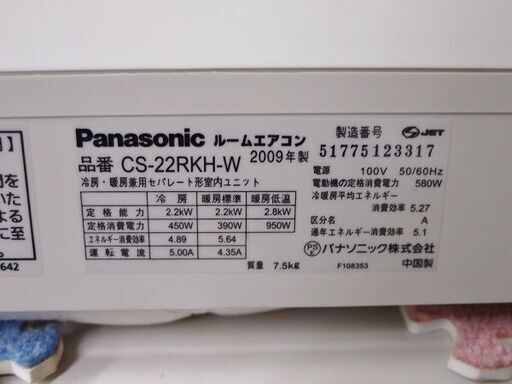 】
間を
いた
よる
に至
。
642
Panasonic ルームエアコン
品番 CS-22RKH-W 2009年製
冷房・暖房兼用セパレート形室内ユニット
冷房 暖房標準 暖房低温
定格能力 2.2kW 2.2kW 2.8kW
定格消費電力 450W 390W 950W
エネルギー消費効率 4.89 5.64
運転電流 5.00A 4.35A
質量 7.5kg
製造番号 JET
51775123317
電源 100V 50/60Hz
電動機の定格消費電力 580W
冷暖房平均エネルギー
消費効率 5.27
区分名 A
通年エネルギー消費効率 5.1
PS E パナソニック株式会社
F108353 中国製